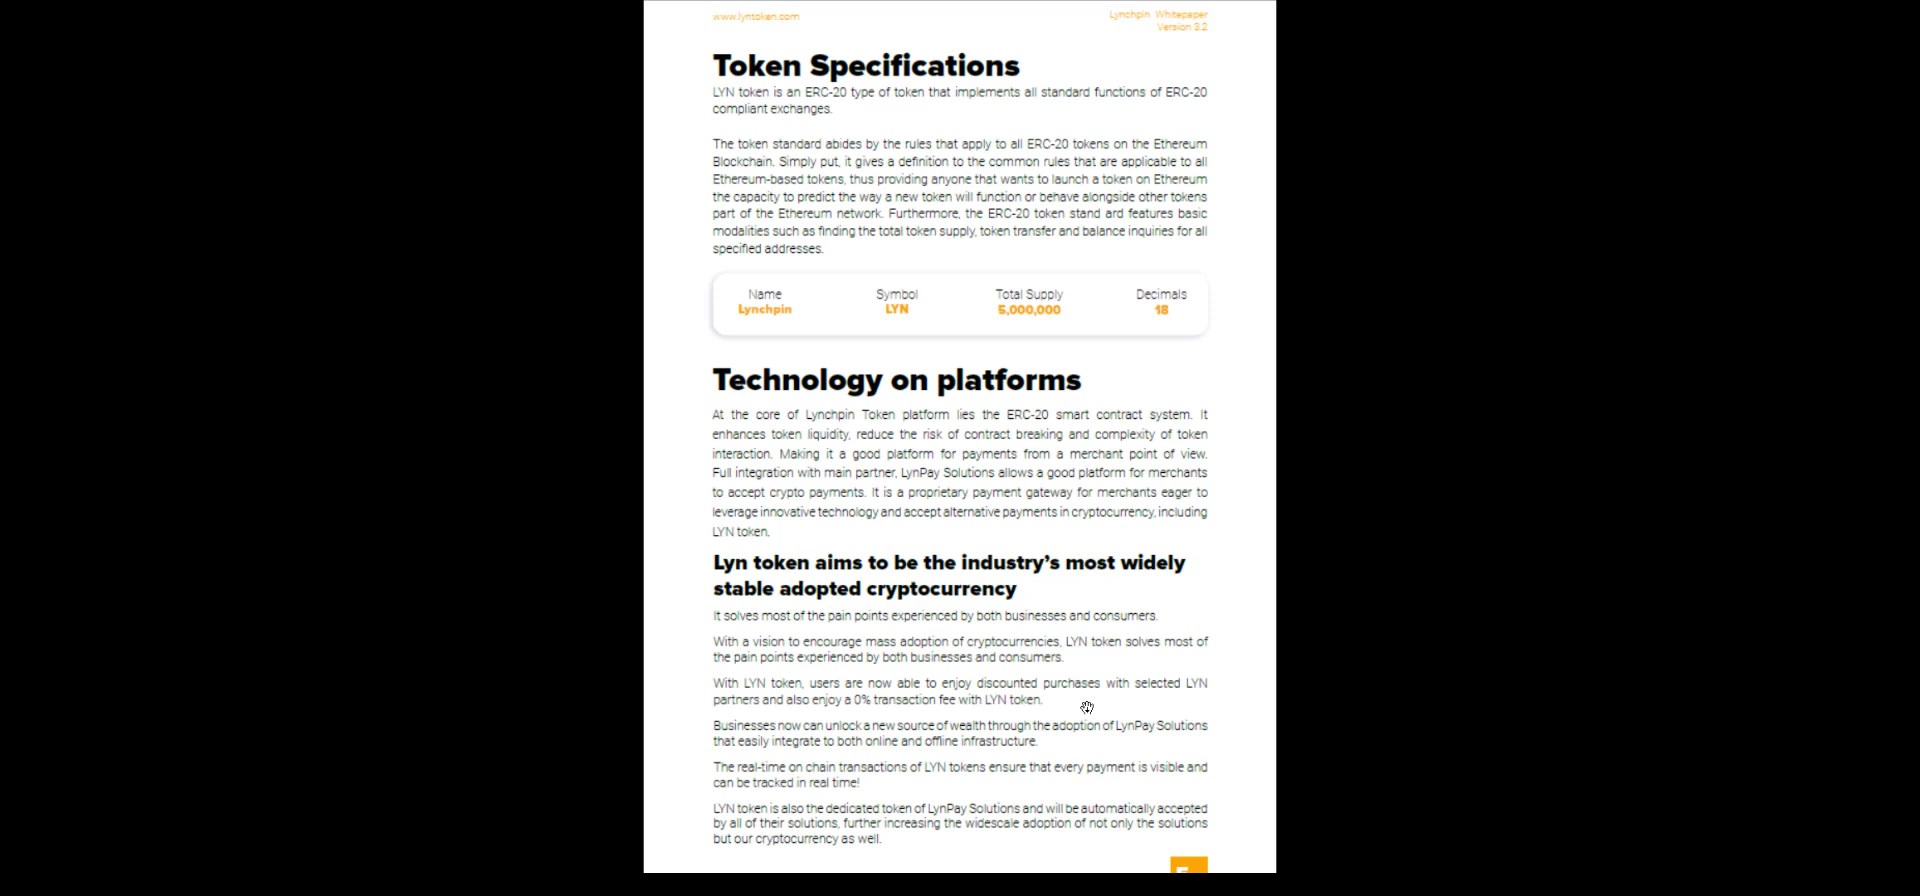 www.lyntoken.com
Lynchpin Whitepaper
Version 3.2
Token Specifications
LYN token is an ERC-20 type of token that implements all standard functions of ERC-20
compliant exchanges.
The token standard abides by the rules that apply to all ERC-20 tokens on the Ethereum
Blockchain. Simply put, it gives a definition to the common rules that are applicable to all
Ethereum-based tokens, thus providing anyone that wants to launch a token on Ethereum
the capacity to predict the way a new token will function or behave alongside other tokens
part of the Ethereum network. Furthermore, the ERC-20 token stand ard features basic
modalities such as finding the total token supply, token transfer and balance inquiries for all
specified addresses.
Name Symbol Total Supply Decimals
Lynchpin LYN 5,000,000 18
Technology on platforms
At the core of Lynchpin Token platform lies the ERC-20 smart contract system. It
enhances token liquidity, reduce the risk of contract breaking and complexity of token
interaction. Making it a good platform for payments from a merchant point of view.
Full integration with main partner, LynPay Solutions allows a good platform for merchants
to accept crypto payments. It is a proprietary payment gateway for merchants eager to
leverage innovative technology and accept alternative payments in cryptocurrency, including
LYN token.
Lyn token aims to be the industry's most widely
stable adopted cryptocurrency
It solves most of the pain points experienced by both businesses and consumers.
With a vision to encourage mass adoption of cryptocurrencies, LYN token solves most of
the pain points experienced by both businesses and consumers.
With LYN token, users are now able to enjoy discounted purchases with selected LYN
partners and also enjoy a 0% transaction fee with LYN token.
Businesses now can unlock a new source of wealth through the adoption of LynPay Solutions
that easily integrate to both online and offline infrastructure.
The real-time on chain transactions of LYN tokens ensure that every payment is visible and
can be tracked in real time!
LYN token is also the dedicated token of LynPay Solutions and will be automatically accepted
by all of their solutions, further increasing the widescale adoption of not only the solutions
but our cryptocurrency as well.